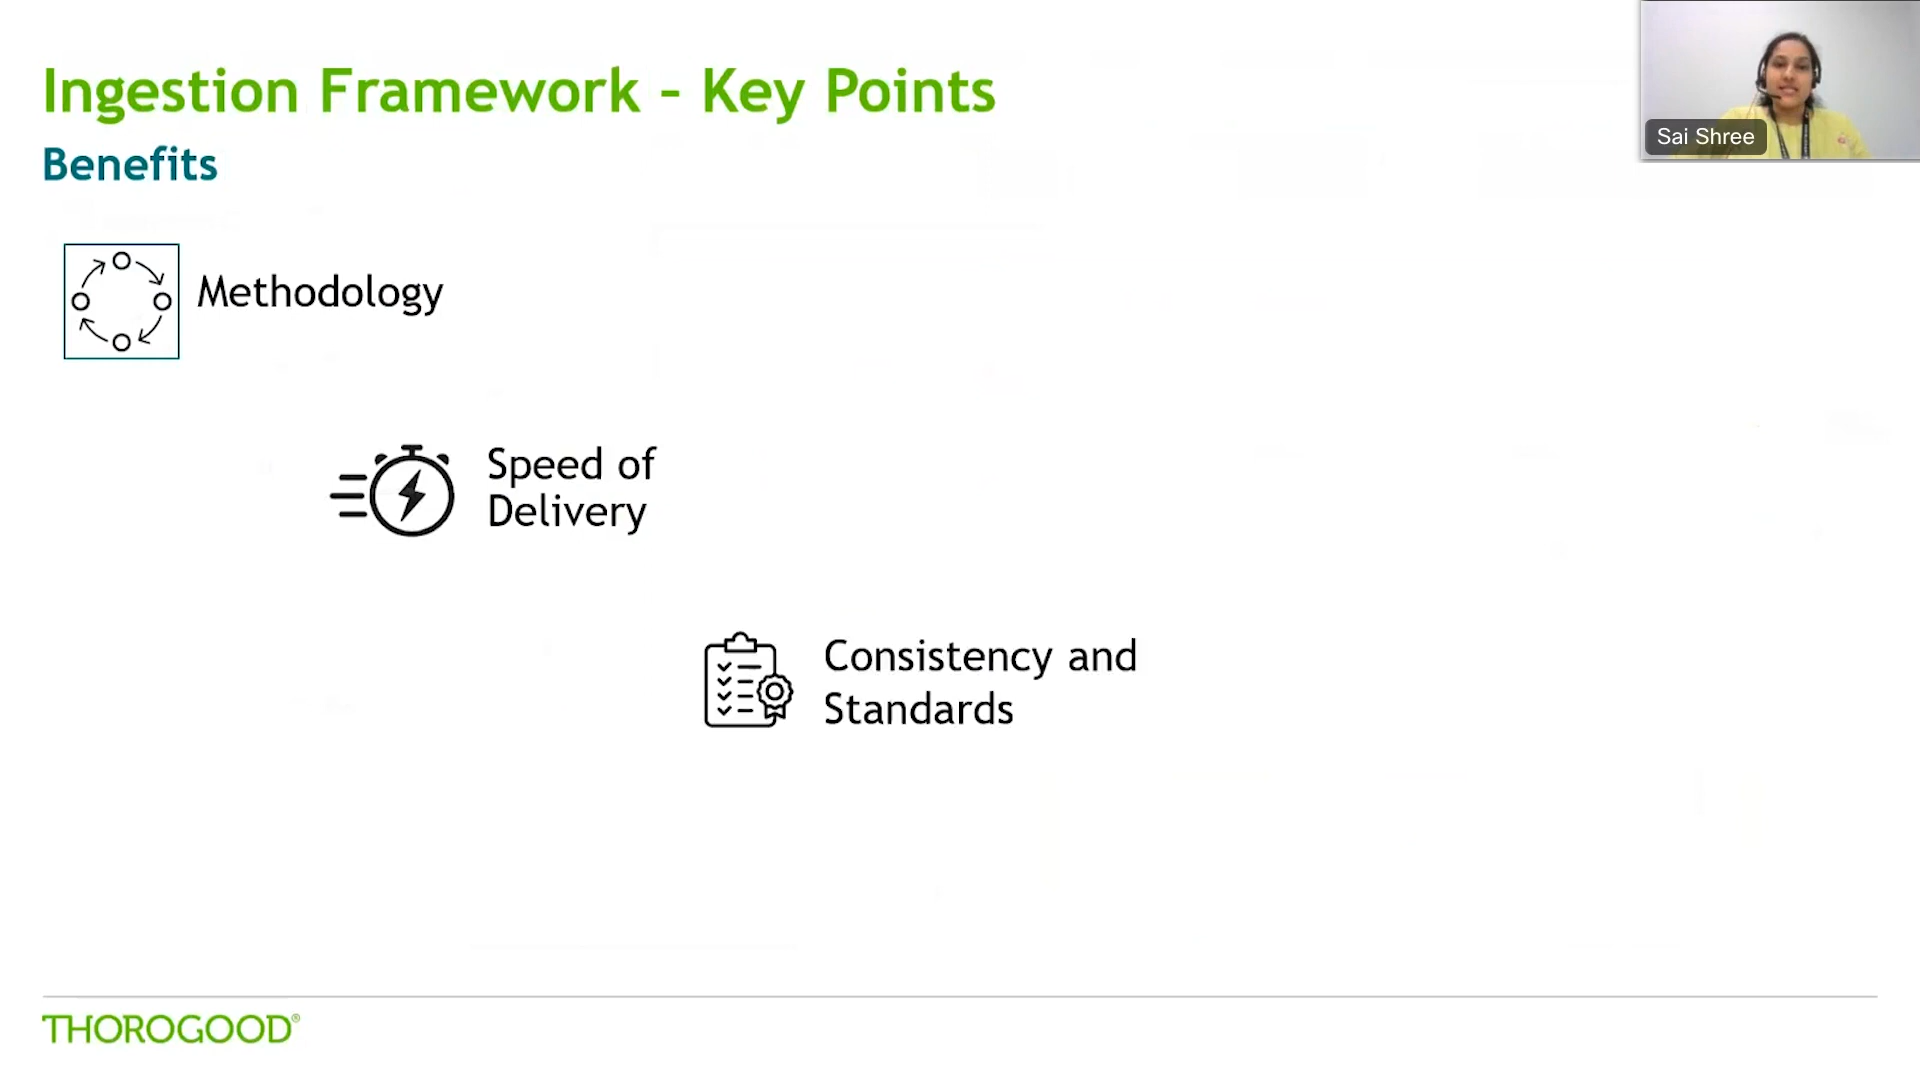 Ingestion Framework – Key Points
Sai Shree
Benefits
Methodology
Speed of
Delivery
Consistency and
Standards
THOROGOOD®